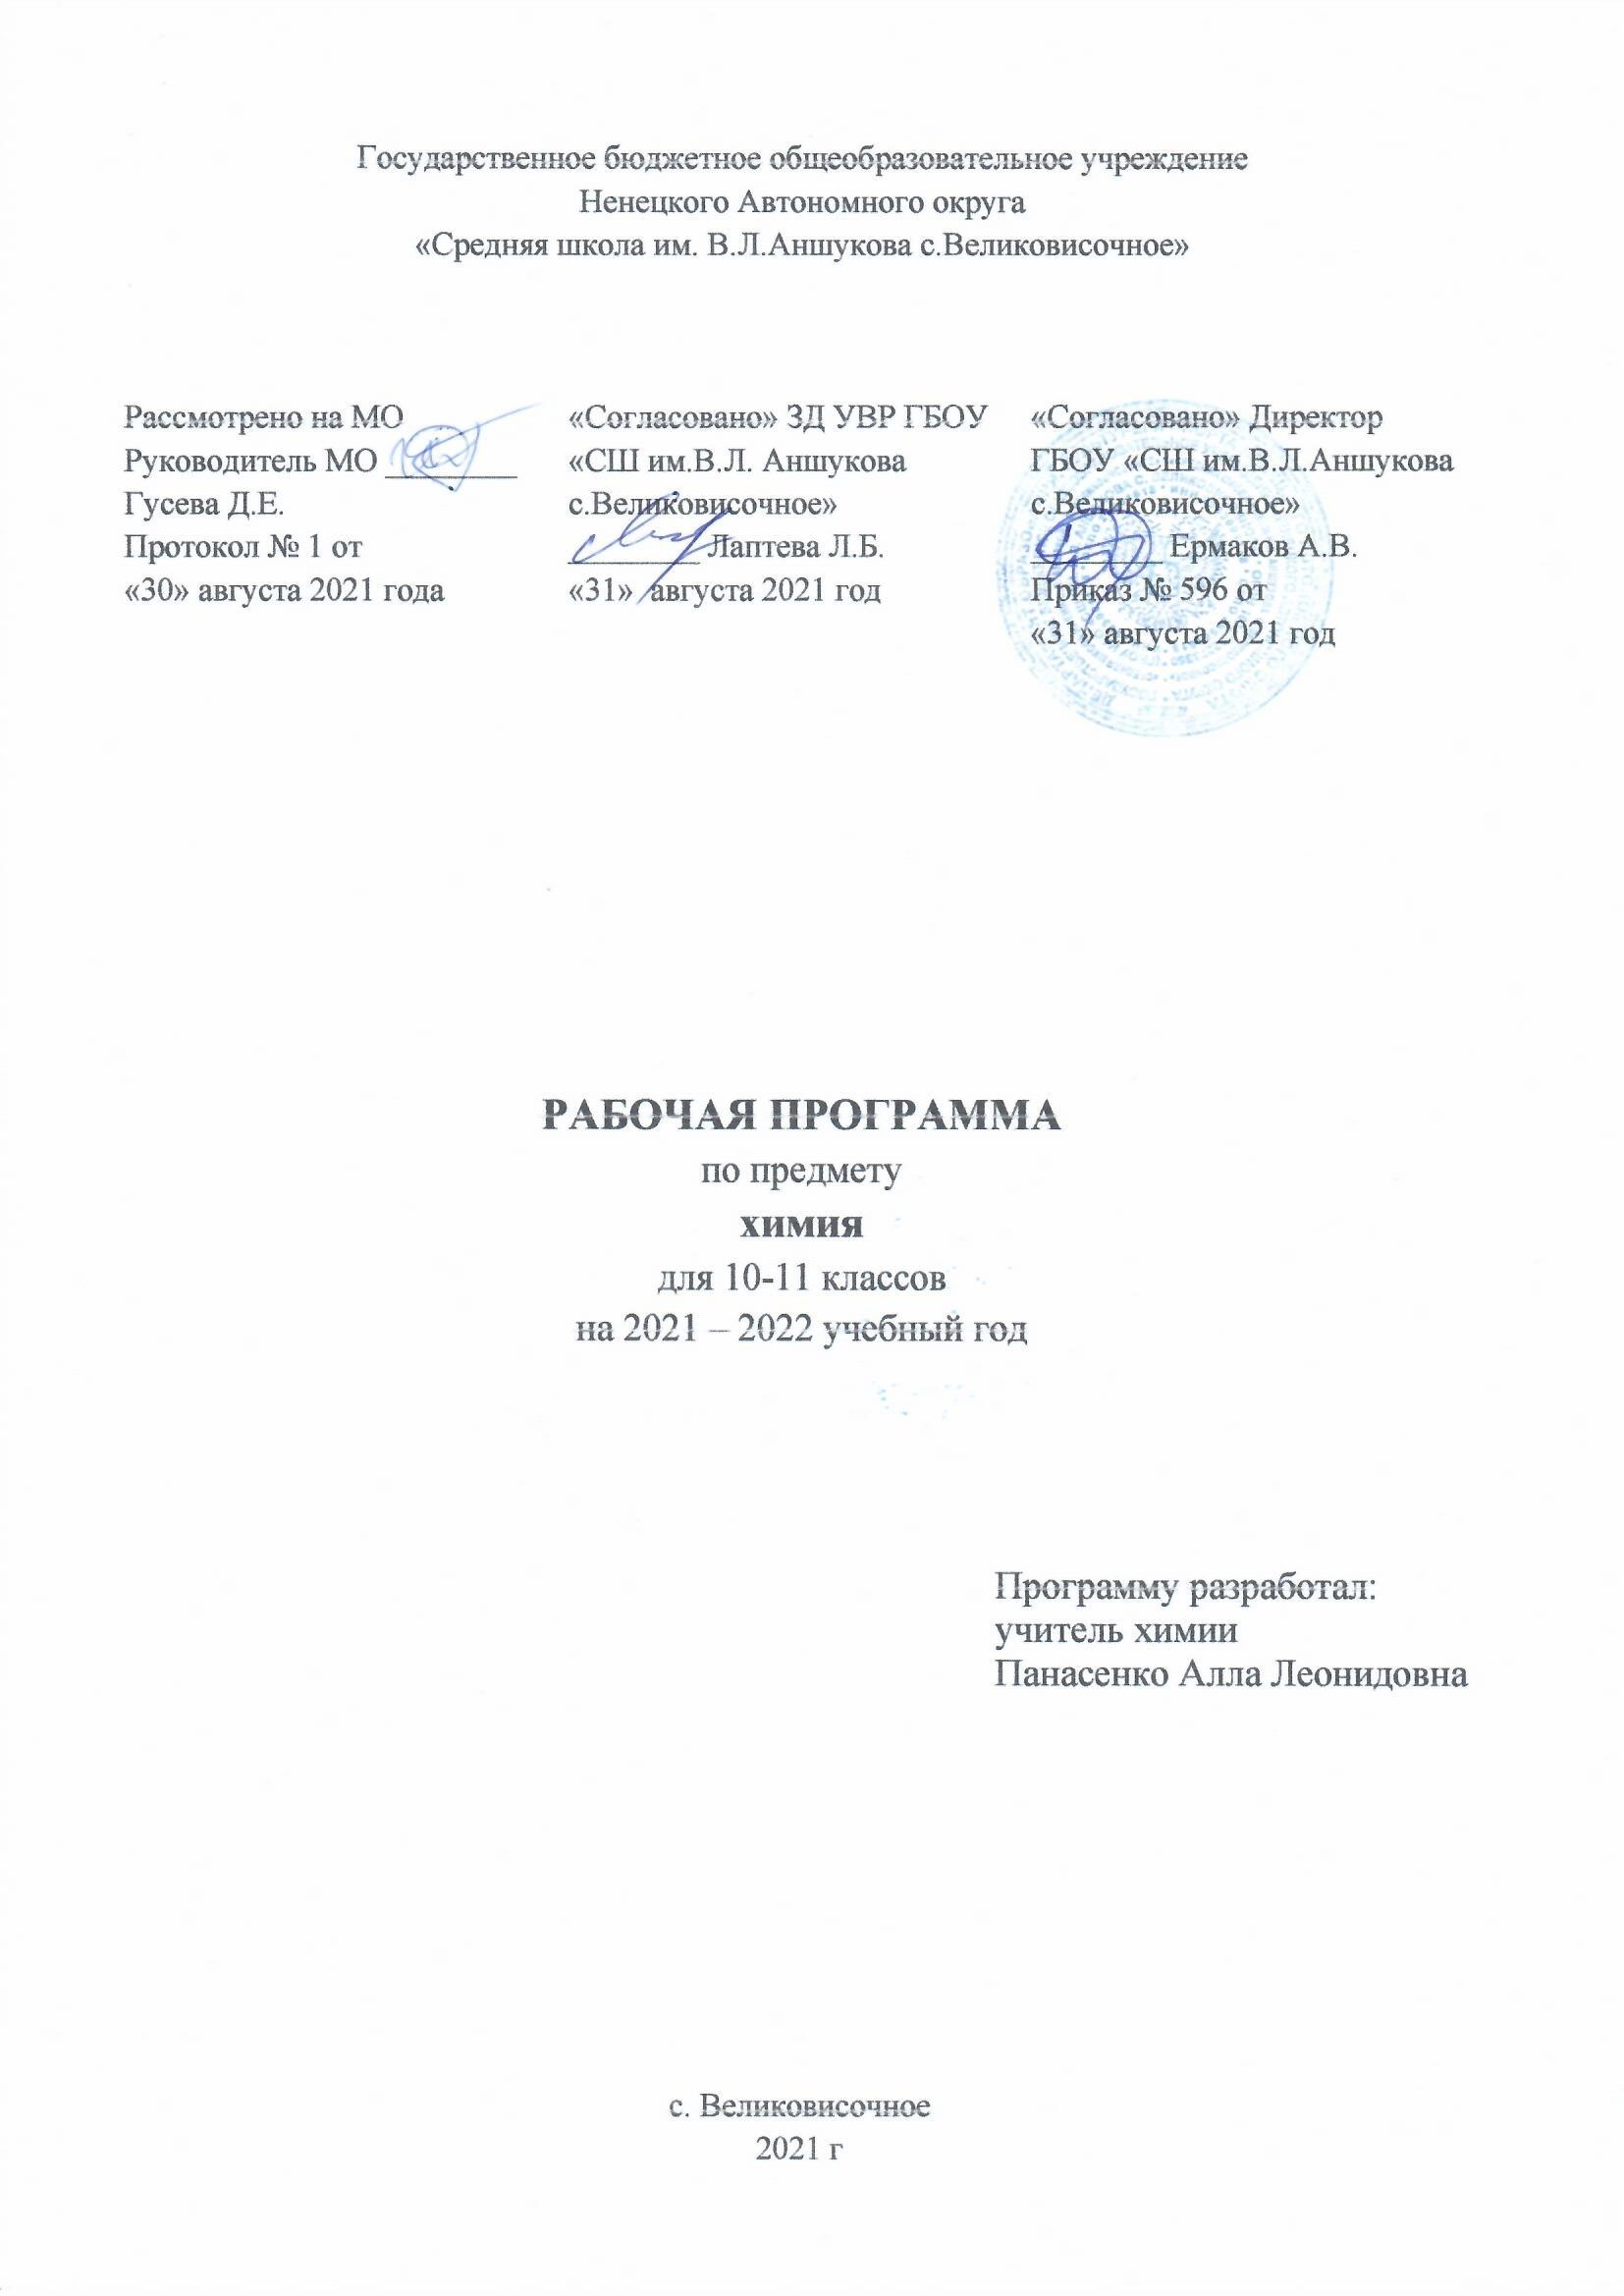 Государственное бюджетное общеобразовательное учреждение
Ненецкого Автономного округа
«Средняя школа им. В.Л.Аншукова с.Великовисочное»
Рассмотрено на МО
Руководитель МО ________
Гусева Д.Е.
Протокол № 1 от
«30» августа 2021 года
«Согласовано» ЗД УВР ГБОУ
«СШ им.В.Л. Аншукова
с.Великовисочное»
________Лаптева Л.Б.
«31» августа 2021 год
«Согласовано» Директор
ГБОУ «СШ им.В.Л.Аншукова
с.Великовисочное»
________ Ермаков А.В.
Приказ № 596 от
«31» августа 2021 год
РАБОЧАЯ ПРОГРАММА
по предмету
химия
для 10-11 классов
на 2021 – 2022 учебный год
Программу разработал:
учитель химии
Панасенко Алла Леонидовна
с. Великовисочное
2021 г